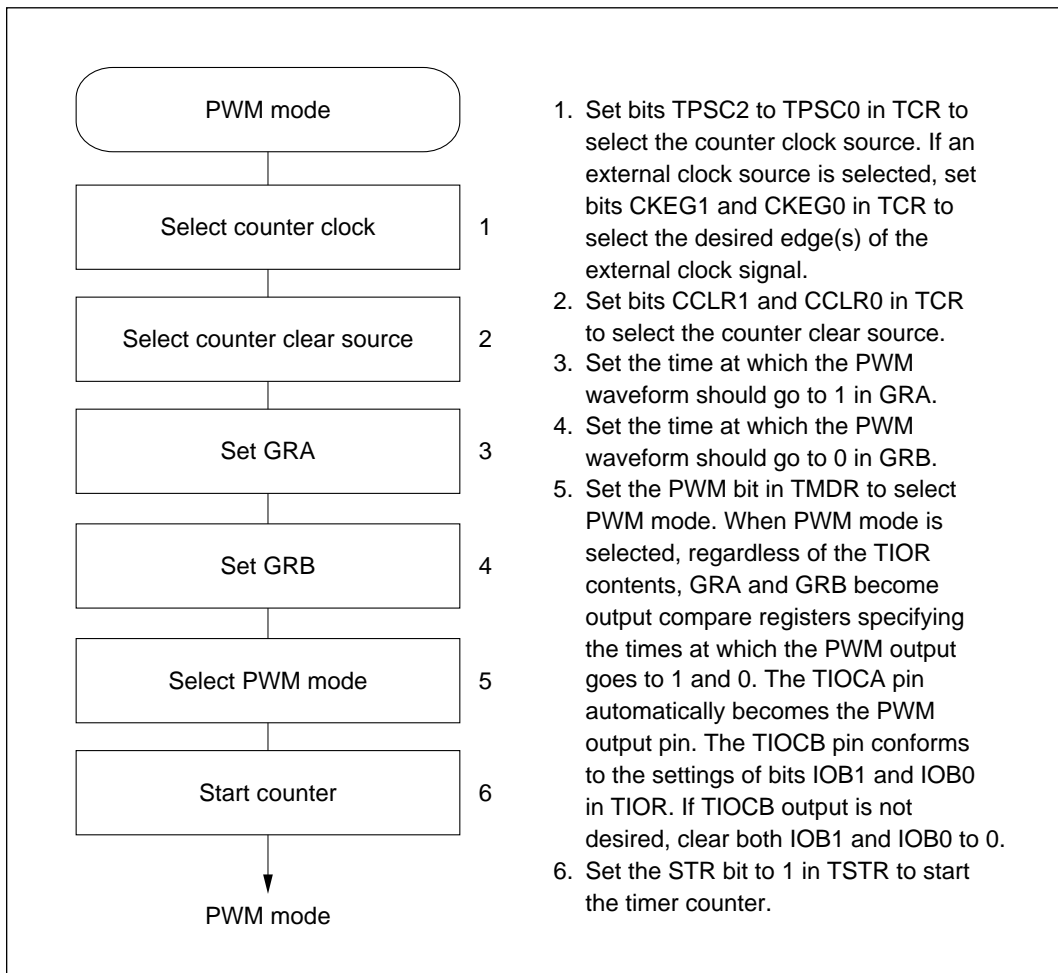 PWM mode
Select counter clock 1
Select counter clear source 2
Set GRA 3
Set GRB 4
Select PWM mode 5
Start counter 6
PWM mode
1. Set bits TPSC2 to TPSC0 in TCR to
select the counter clock source. If an
external clock source is selected, set
bits CKEG1 and CKEG0 in TCR to
select the desired edge(s) of the
external clock signal.
2. Set bits CCLR1 and CCLR0 in TCR
to select the counter clear source.
3. Set the time at which the PWM
waveform should go to 1 in GRA.
4. Set the time at which the PWM
waveform should go to 0 in GRB.
5. Set the PWM bit in TMDR to select
PWM mode. When PWM mode is
selected, regardless of the TIOR
contents, GRA and GRB become
output compare registers specifying
the times at which the PWM output
goes to 1 and 0. The TIOCA pin
automatically becomes the PWM
output pin. The TIOCB pin conforms
to the settings of bits IOB1 and IOB0
in TIOR. If TIOCB output is not
desired, clear both IOB1 and IOB0 to 0.
6. Set the STR bit to 1 in TSTR to start
the timer counter.